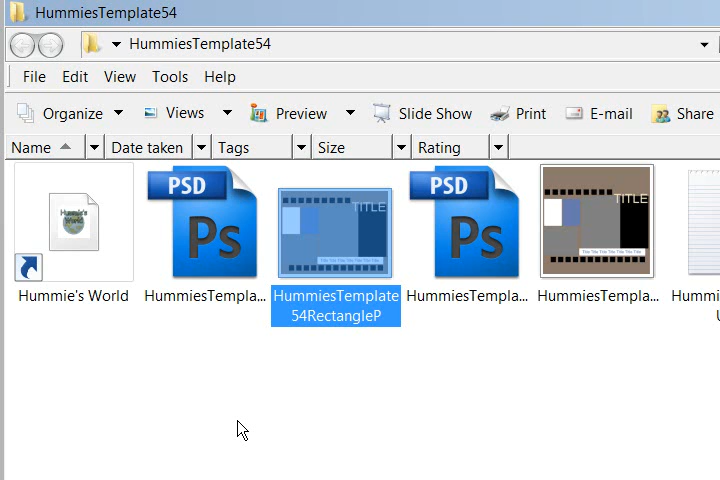 HummiesTemplate54
HummiesTemplate54
File Edit View Tools Help
Organize Views Preview Slide Show Print E-mail Share
Name Date taken Tags Size Rating
Hummie's World
PSD
Ps
TITLE
PSD
Ps
TITLE
Hummie's World
HummiesTempla...
HummiesTemplate
54RectangleP
HummiesTempla...
HummiesTempla...
Hummi